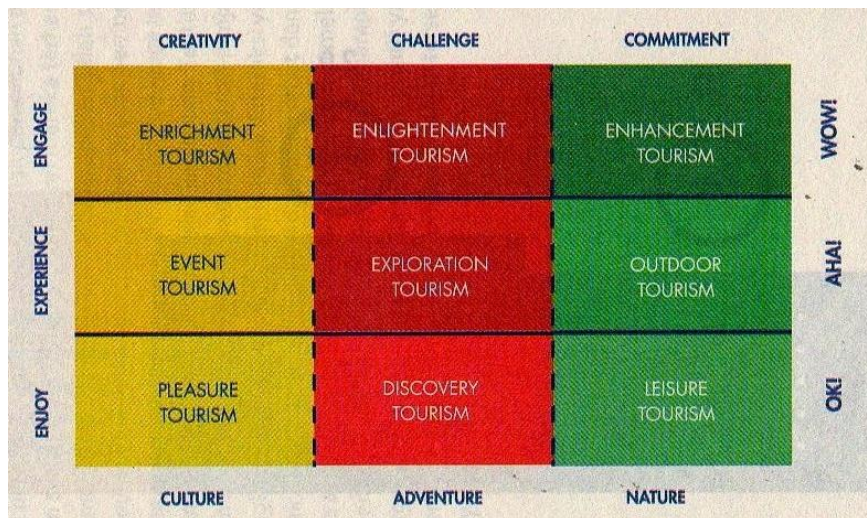 CREATIVITY CHALLENGE COMMITMENT
ENGAGE
ENRICHMENT
TOURISM
ENLIGHTENMENT
TOURISM
ENHANCEMENT
TOURISM
WOW!
EXPERIENCE
EVENT
TOURISM
EXPLORATION
TOURISM
OUTDOOR
TOURISM
AHA!
ENJOY
PLEASURE
TOURISM
DISCOVERY
TOURISM
LEISURE
TOURISM
OK!
CULTURE ADVENTURE NATURE